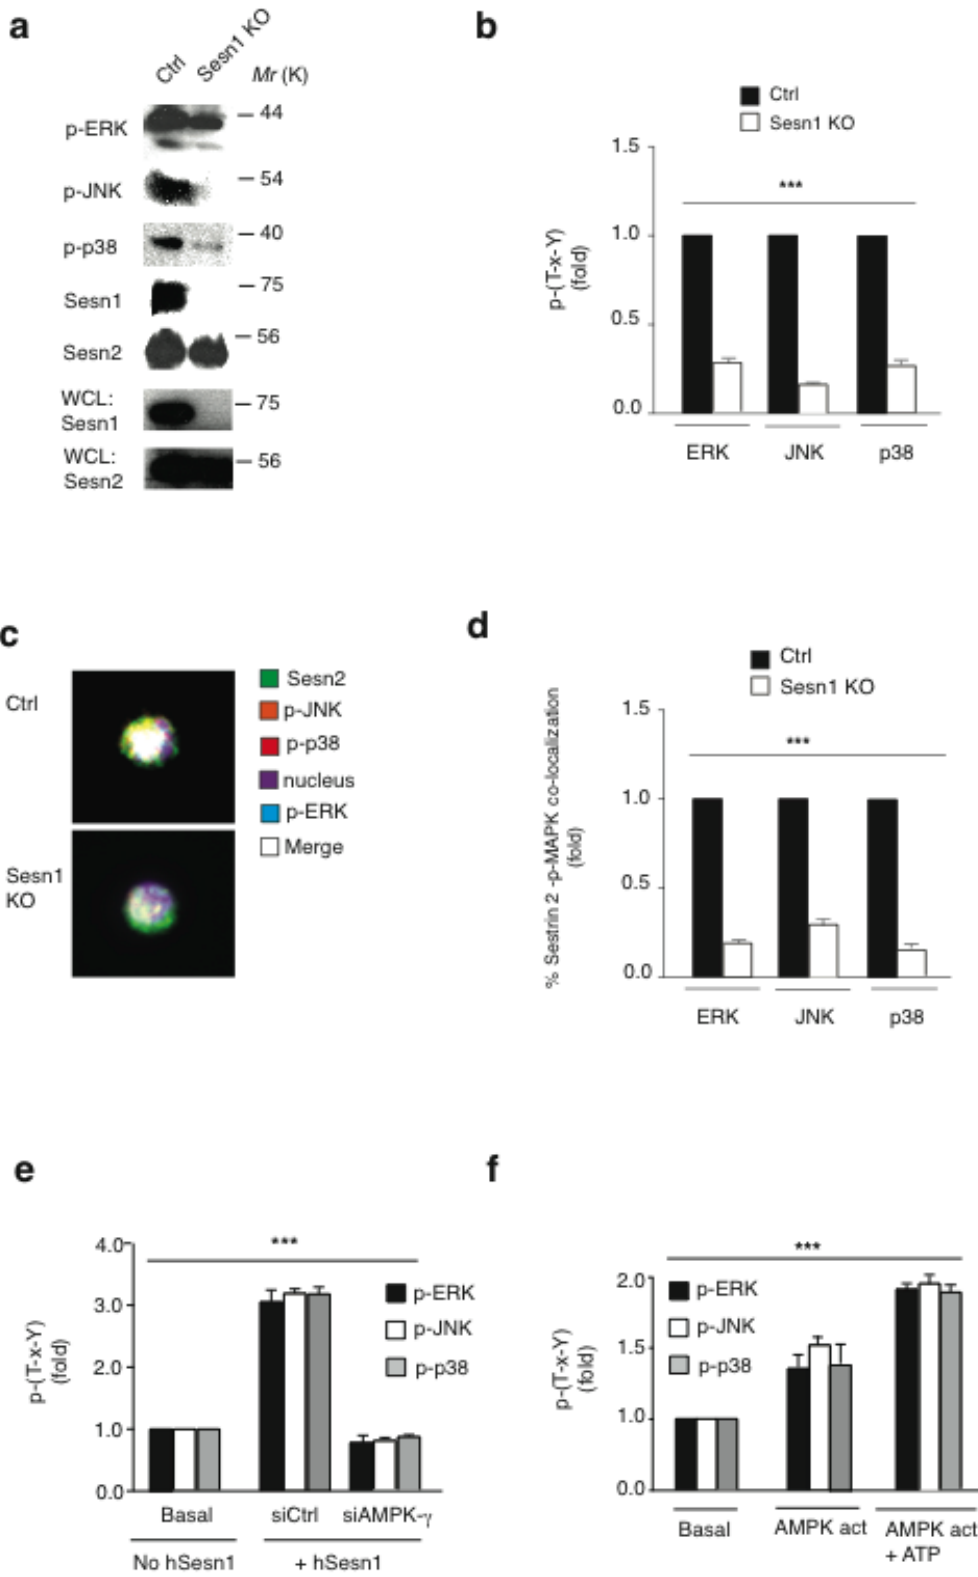 a
Ctrl
Sesn1 KO
Mr (K)
p-ERK
44
p-JNK
54
p-p38
40
Sesn1
75
Sesn2
56
WCL:
Sesn1
75
WCL:
Sesn2
56
b
Ctrl
Sesn1 KO
p-(T-x-Y)
(fold)
1.5
1.0
0.5
0.0
***
ERK
JNK
p38
c
Ctrl
Sesn1
KO
Sesn2
p-JNK
p-p38
nucleus
p-ERK
Merge
d
Ctrl
Sesn1 KO
% Sestrin 2 -p-MAPK co-localization
(fold)
1.5
1.0
0.5
0.0
***
ERK
JNK
p38
e
p-(T-x-Y)
(fold)
4.0
3.0
2.0
1.0
0.0
***
p-ERK
p-JNK
p-p38
Basal
siCtrl
siAMPK-γ
No hSesn1
+ hSesn1
f
p-(T-x-Y)
(fold)
2.0
1.5
1.0
0.0
***
p-ERK
p-JNK
p-p38
Basal
AMPK act
AMPK act
+ ATP